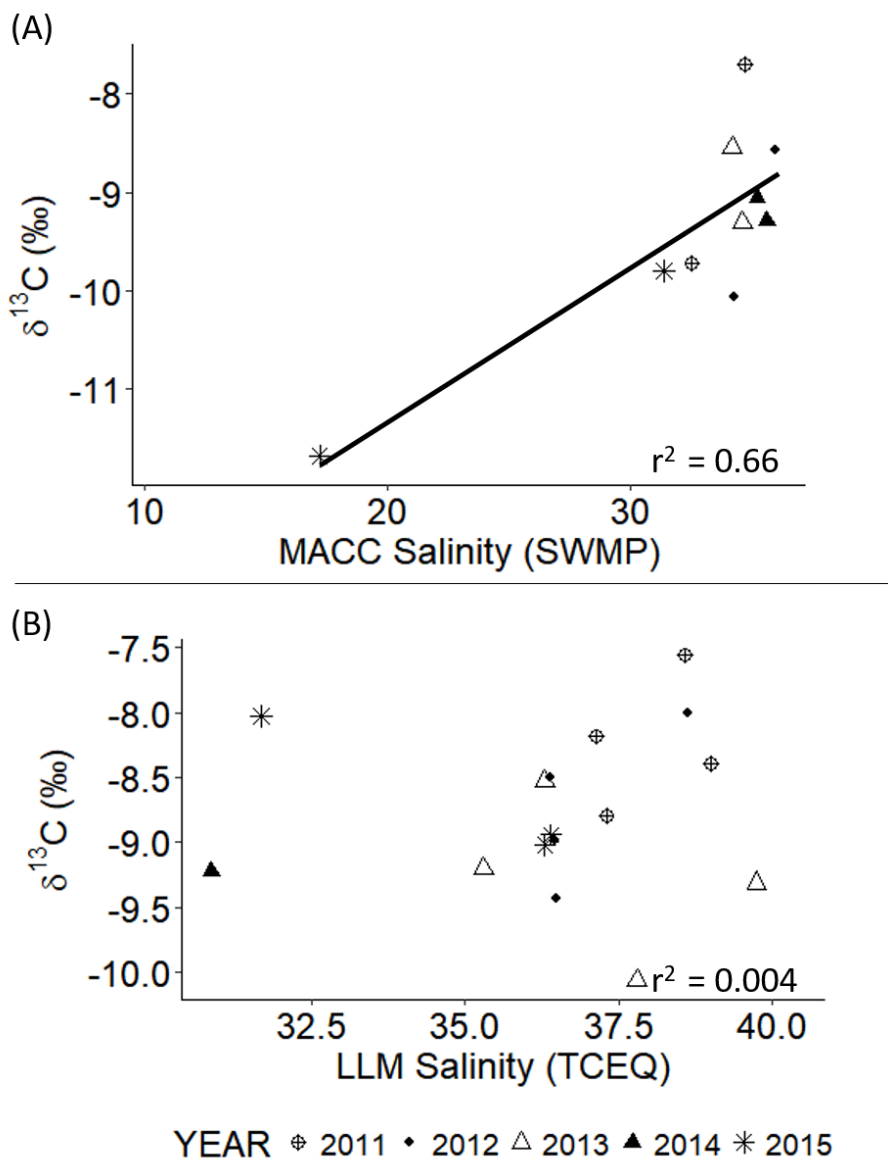 (A)
-8
-9
-10
-11
δ¹³C (‰)
r² = 0.66
10 20 30
MACC Salinity (SWMP)
(B)
-7.5
-8.0
-8.5
-9.0
-9.5
-10.0
δ¹³C (‰)
r² = 0.004
32.5 35.0 37.5 40.0
LLM Salinity (TCEQ)
YEAR 2011 2012 2013 2014 2015